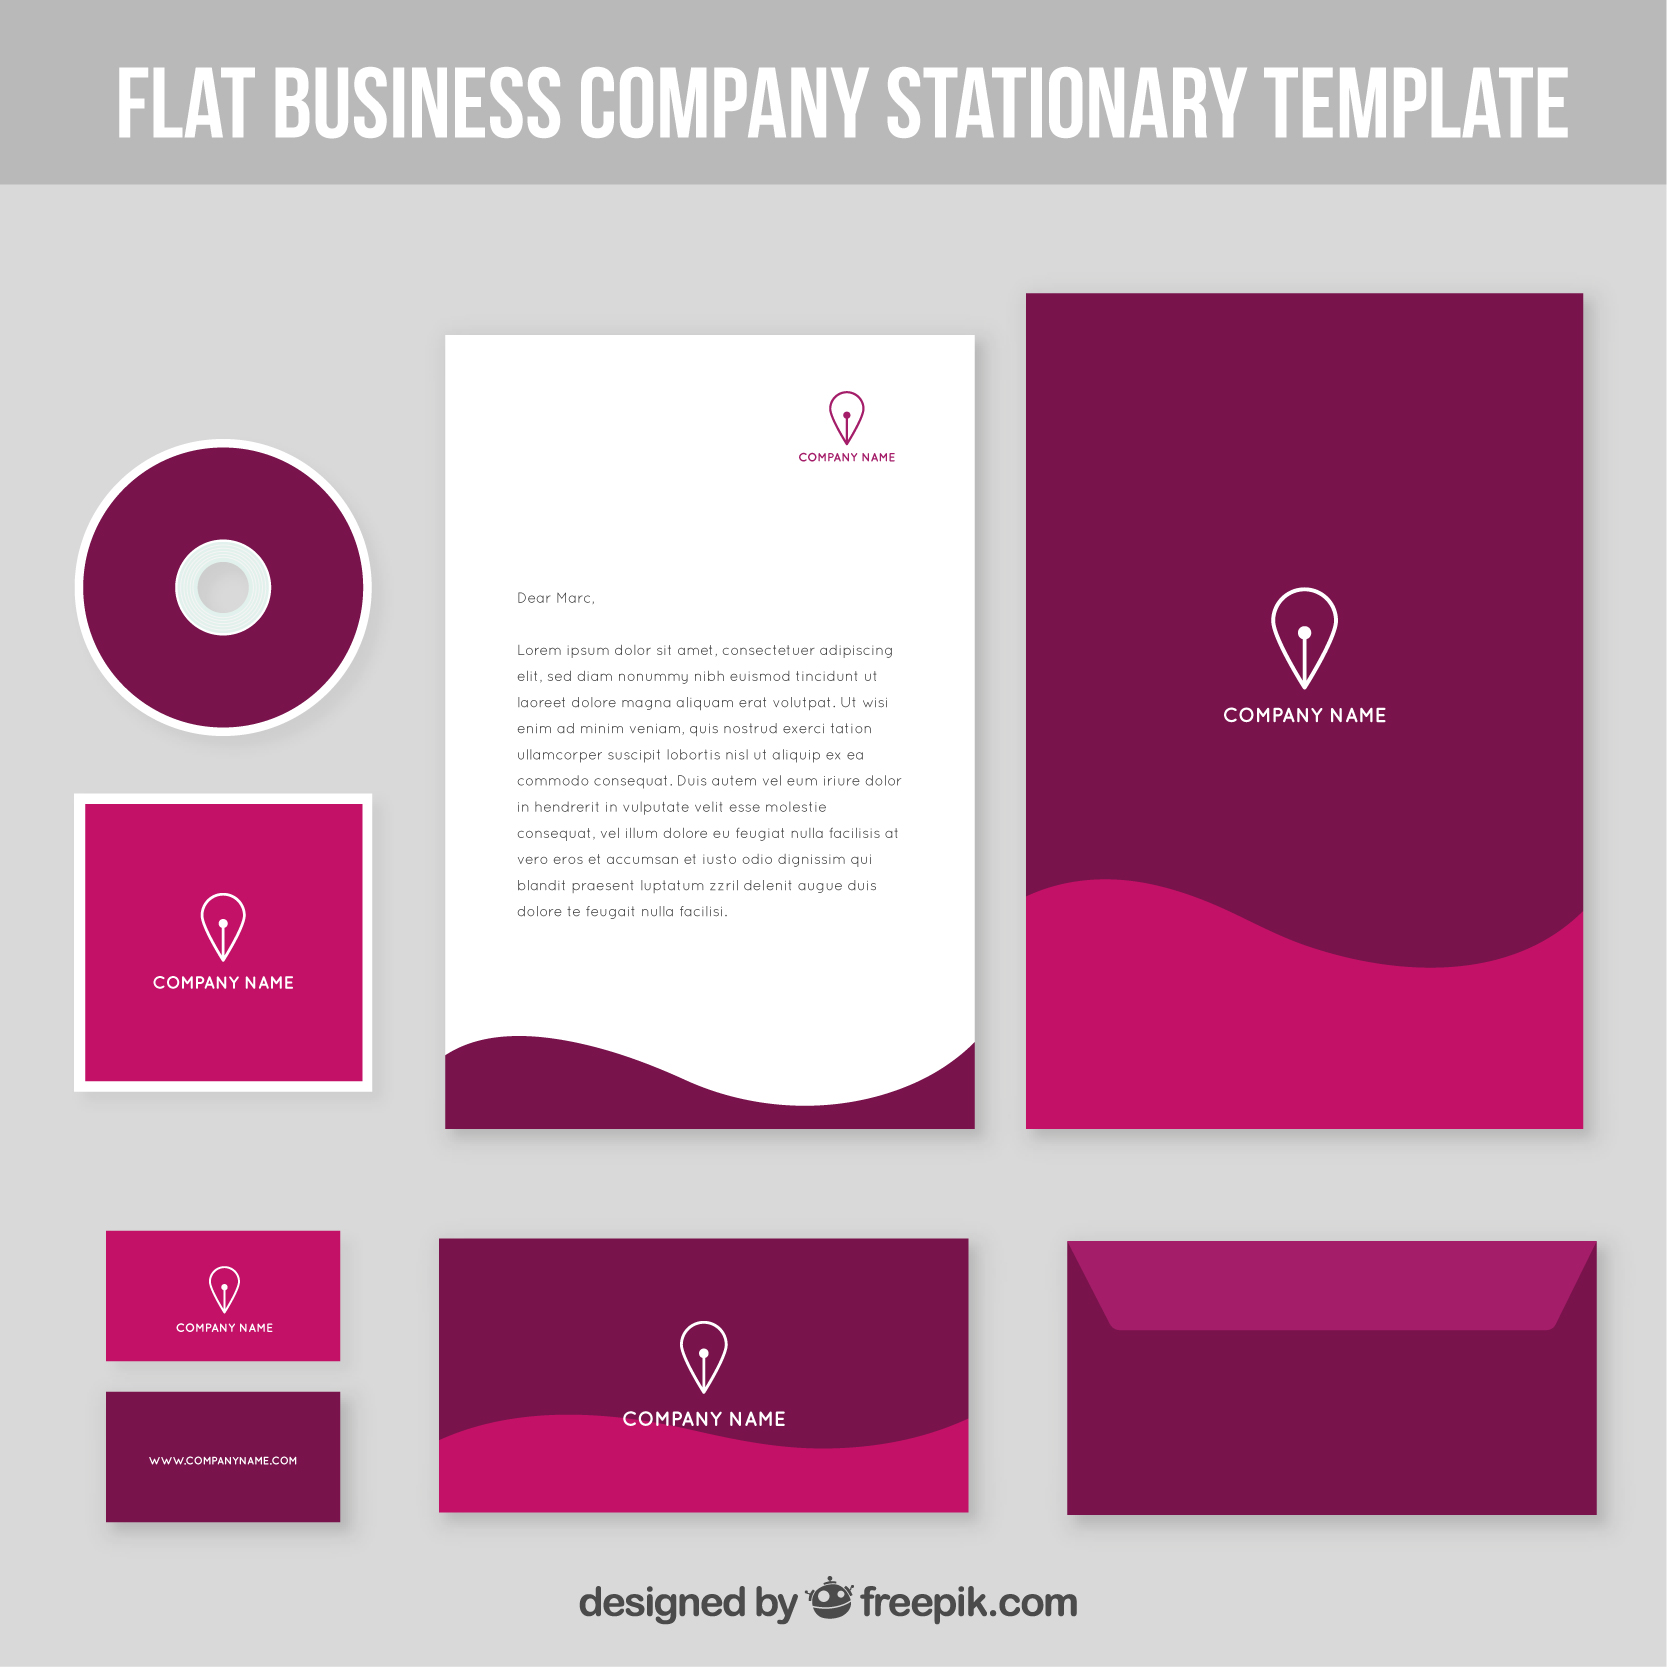 FLAT BUSINESS COMPANY STATIONARY TEMPLATE
COMPANY NAME
Dear Marc,
Lorem ipsum dolor sit amet, consectetuer adipiscing
elit, sed diam nonummy nibh euismod tincidunt ut
laoreet dolore magna aliquam erat volutpat. Ut wisi
enim ad minim veniam, quis nostrud exerci tation
ullamcorper suscipit lobortis nisl ut aliquip ex ea
commodo consequat. Duis autem vel eum iriure dolor
in hendrerit in vulputate velit esse molestie
consequat, vel illum dolore eu feugiat nulla facilisis at
vero eros et accumsan et iusto odio dignissim qui
blandit praesent luptatum zzril delenit augue duis
dolore te feugait nulla facilisi.
COMPANY NAME
COMPANY NAME
COMPANY NAME
WWW.COMPANYNAME.COM
COMPANY NAME
designed by freepik.com